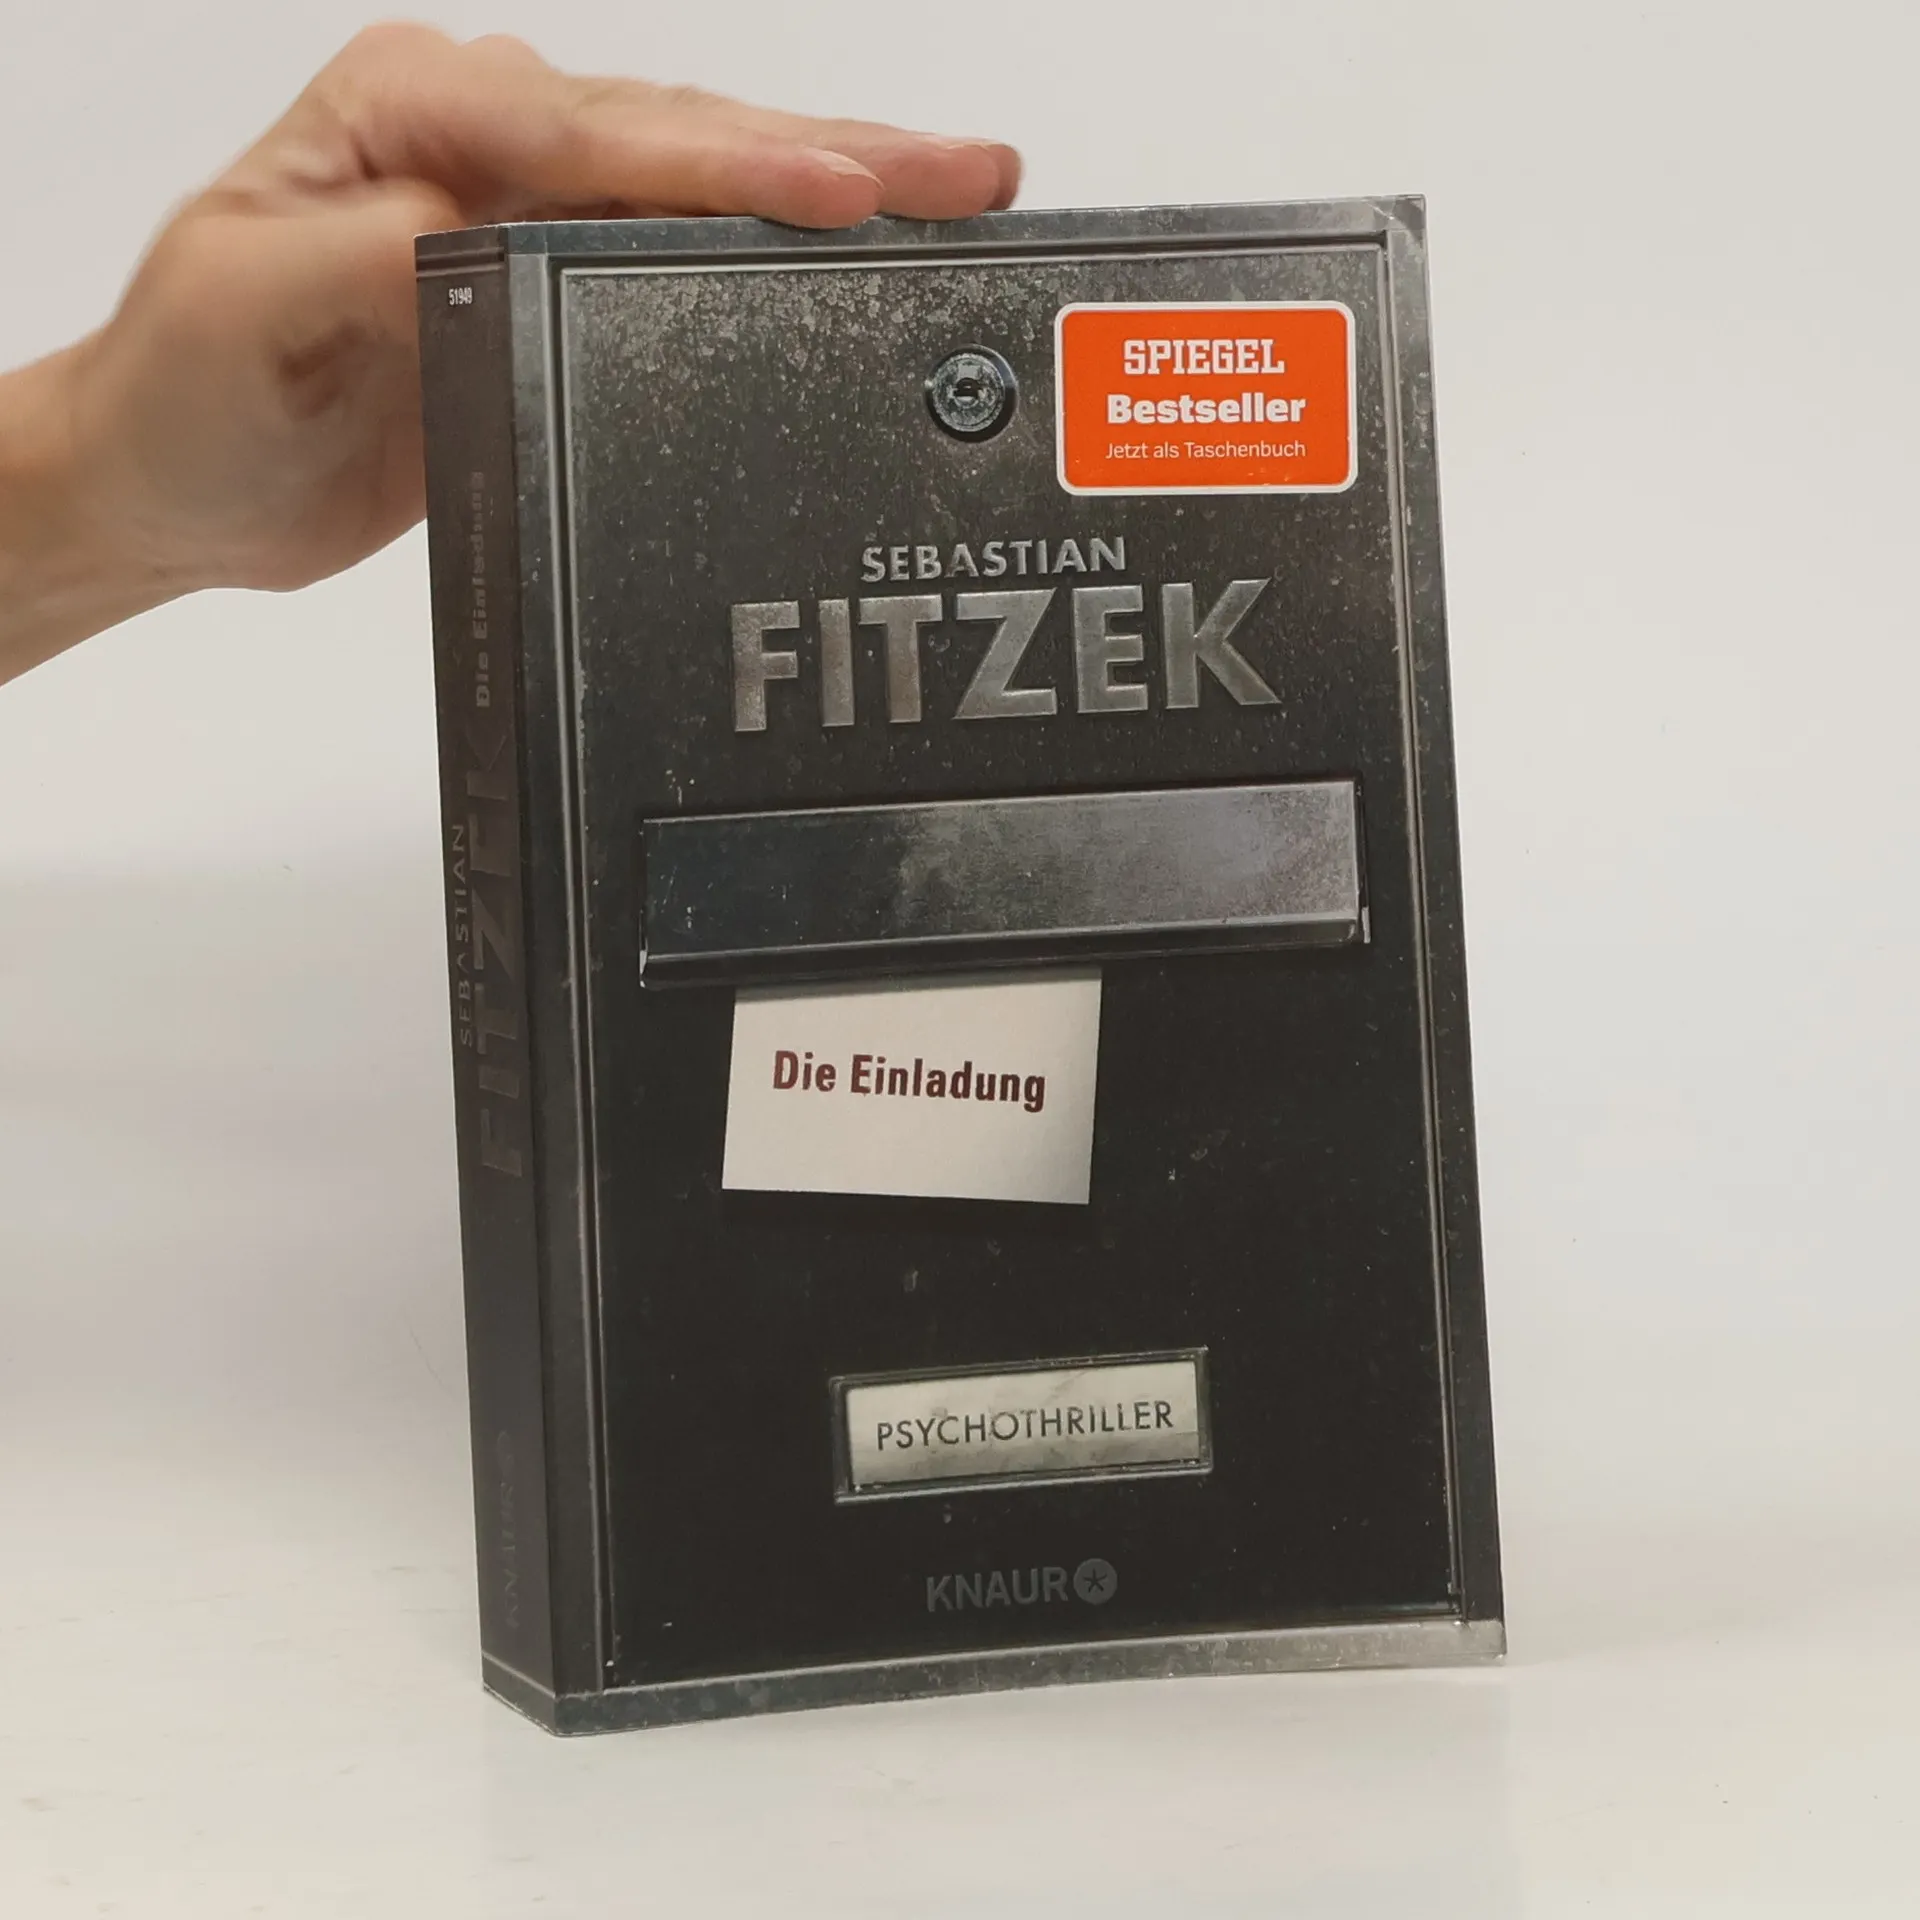 51949
Die Einladung
SEBASTIAN
FITZEK
KNAUR
SPIEGEL
Bestseller
Jetzt als Taschenbuch
SEBASTIAN
FITZEK
Die Einladung
PSYCHOTHRILLER
KNAUR